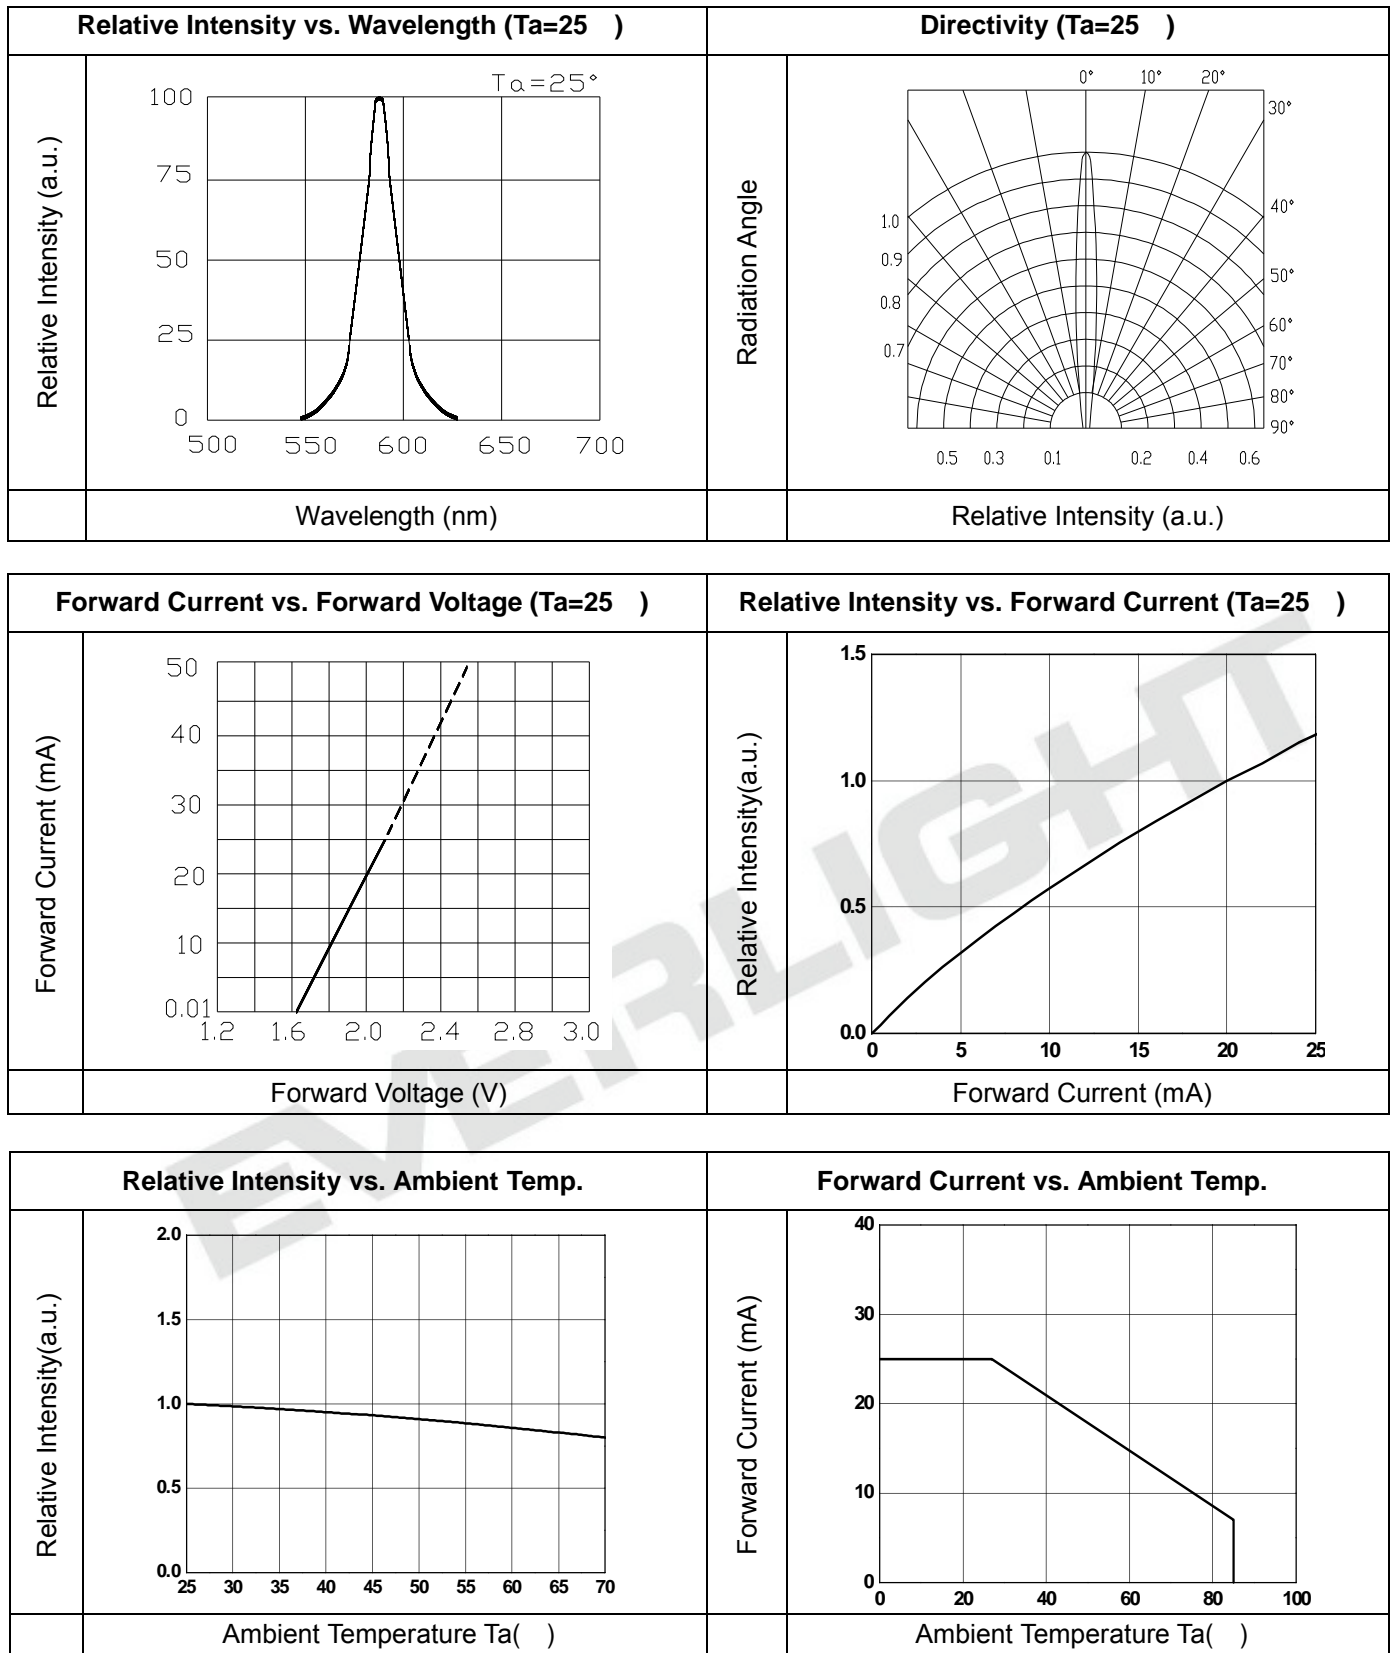 Relative Intensity vs. Wavelength (Ta=25 )
Directivity (Ta=25 )
Relative Intensity (a.u.)
Ta=25°
100
75
50
25
0
500 550 600 650 700
Wavelength (nm)
Radiation Angle
0° 10° 20°
30°
40°
50°
60°
70°
80°
90°
1.0
0.9
0.8
0.7
0.5 0.3 0.1 0.2 0.4 0.6
Relative Intensity (a.u.)
Forward Current vs. Forward Voltage (Ta=25 )
Relative Intensity vs. Forward Current (Ta=25 )
Forward Current (mA)
50
40
30
20
10
0.01
1.2 1.6 2.0 2.4 2.8 3.0
Forward Voltage (V)
Relative Intensity(a.u.)
1.5
1.0
0.5
0.0
0 5 10 15 20 25
Forward Current (mA)
EVERLIGHT
Relative Intensity vs. Ambient Temp.
Forward Current vs. Ambient Temp.
Relative Intensity(a.u.)
2.0
1.5
1.0
0.5
0.0
25 30 35 40 45 50 55 60 65 70
Ambient Temperature Ta( )
Forward Current (mA)
40
30
20
10
0
0 20 40 60 80 100
Ambient Temperature Ta( )